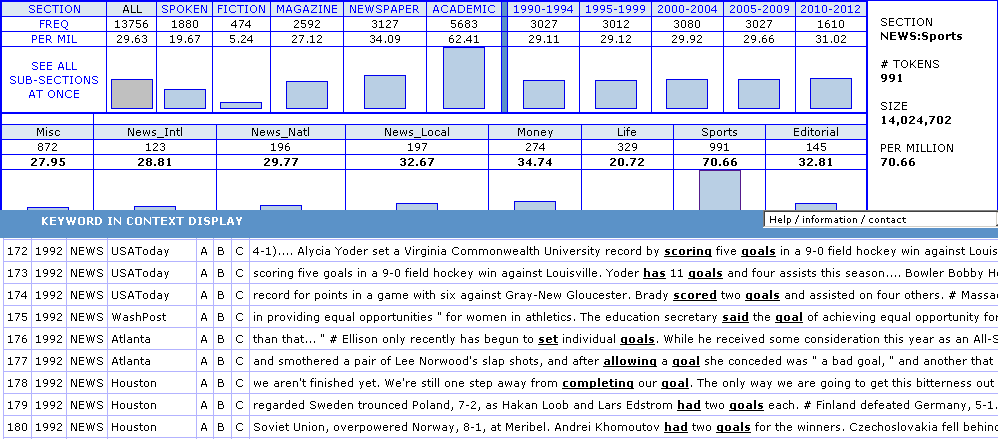 SECTION ALL SPOKEN FICTION MAGAZINE NEWSPAPER ACADEMIC 1990-1994 1995-1999 2000-2004 2005-2009 2010-2012
FREQ 13756 1880 474 2592 3127 5683 3027 3012 3080 3027 1610
PER MIL 29.63 19.67 5.24 27.12 34.09 62.41 29.11 29.12 29.92 29.66 31.02
SEE ALL
SUB-SECTIONS
AT ONCE
SECTION
NEWS:Sports
# TOKENS
991
SIZE
14,024,702
PER MILLION
70.66
Misc News_Intl News_Natl News_Local Money Life Sports Editorial
872 123 196 197 274 329 991 145
27.95 28.81 29.77 32.67 34.74 20.72 70.66 32.81
KEYWORD IN CONTEXT DISPLAY
Help / information / contact
172 1992 NEWS USAToday A B C 4-1).... Alycia Yoder set a Virginia Commonwealth University record by scoring five goals in a 9-0 field hockey win against Louis
173 1992 NEWS USAToday A B C scoring five goals in a 9-0 field hockey win against Louisville. Yoder has 11 goals and four assists this season.... Bowler Bobby H
174 1992 NEWS USAToday A B C record for points in a game with six against Gray-New Gloucester. Brady scored two goals and assisted on four others. # Massa
175 1992 NEWS WashPost A B C in providing equal opportunities " for women in athletics. The education secretary said the goal of achieving equal opportunity for
176 1992 NEWS Atlanta A B C than that... " # Ellison only recently has begun to set individual goals. While he received some consideration this year as an All-S
177 1992 NEWS Atlanta A B C and smothered a pair of Lee Norwood's slap shots, and after allowing a goal she conceded was " a bad goal, " and another that
178 1992 NEWS Houston A B C we aren't finished yet. We're still one step away from completing our goal. The only way we are going to get this bitterness out
179 1992 NEWS Houston A B C regarded Sweden trounced Poland, 7-2, as Hakan Loob and Lars Edstrom had two goals each. # Finland defeated Germany, 5-1.
180 1992 NEWS Houston A B C Soviet Union, overpowered Norway, 8-1, at Meribel. Andrei Khomoutov had two goals for the winners. Czechoslovakia fell behin